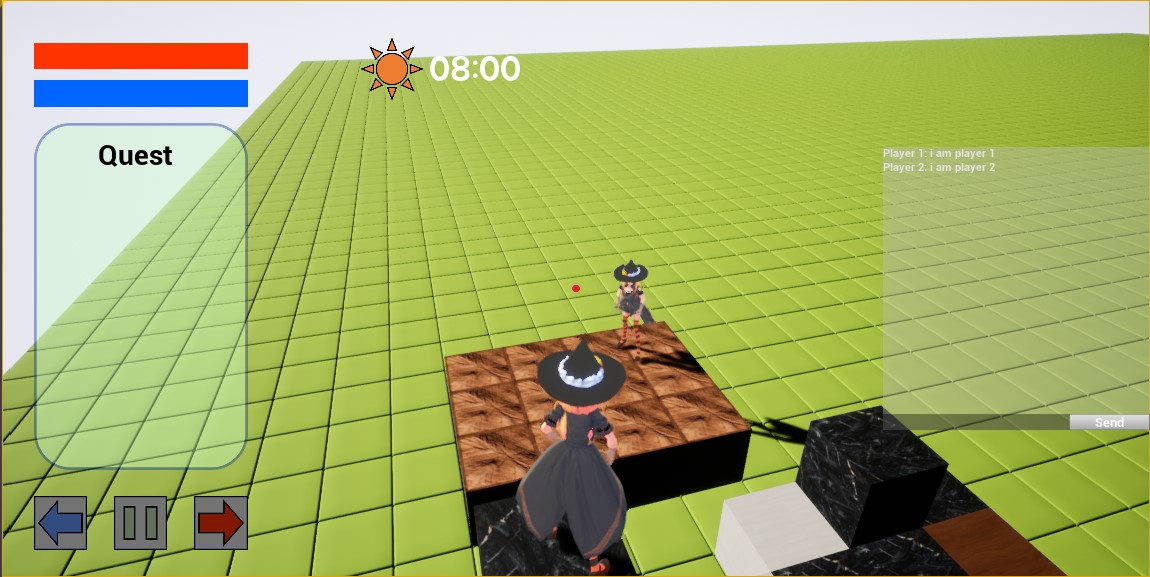 08:00
Quest
Player 1: i am player 1
Player 2: i am player 2
Send